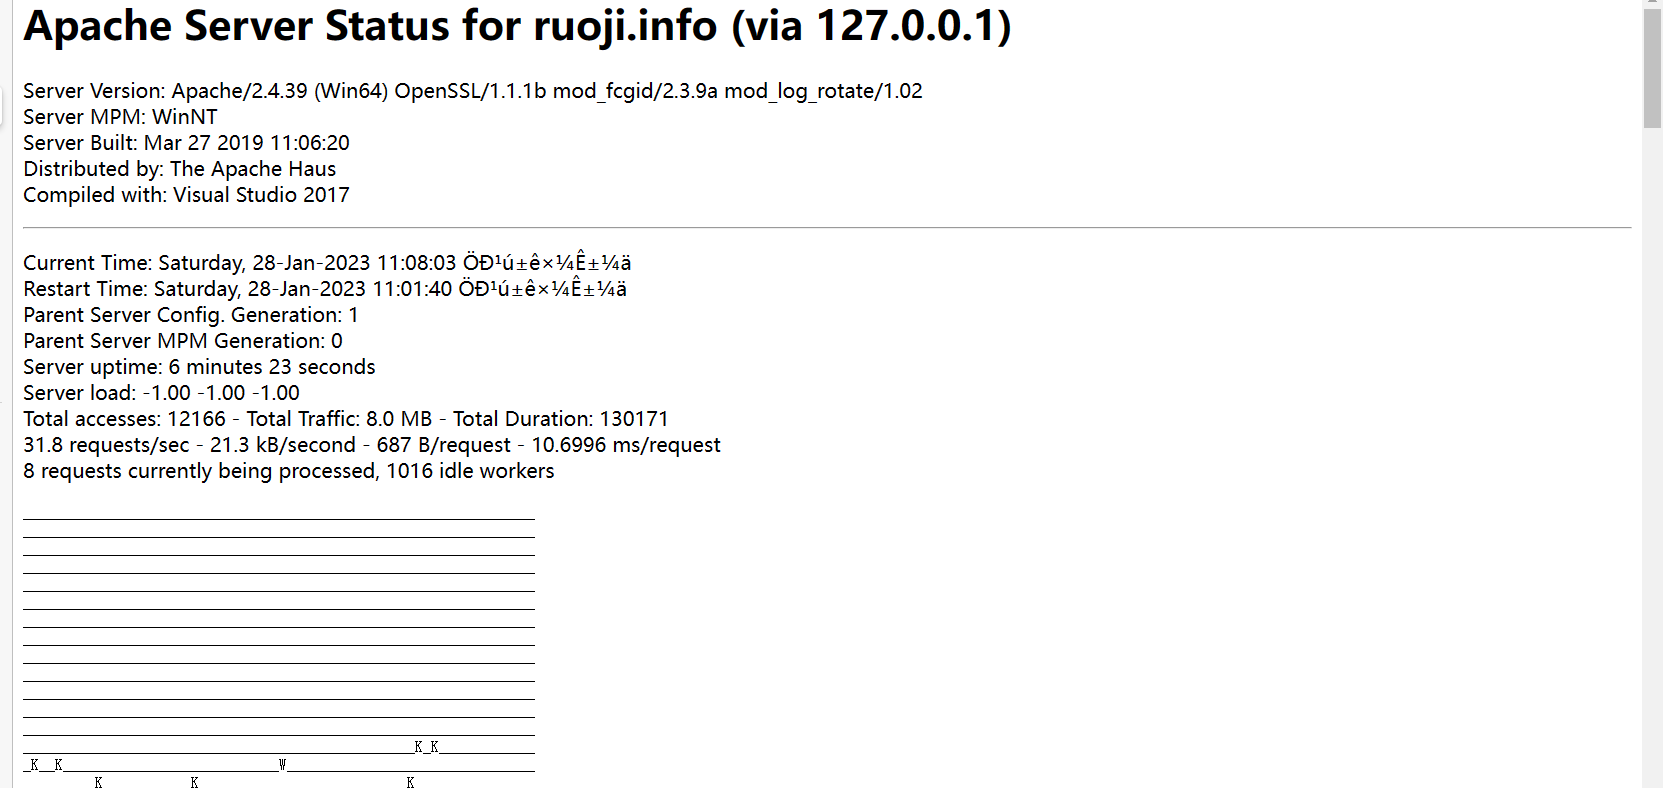 Apache Server Status for ruoji.info (via 127.0.0.1)
Server Version: Apache/2.4.39 (Win64) OpenSSL/1.1.1b mod_fcgid/2.3.9a mod_log_rotate/1.02
Server MPM: WinNT
Server Built: Mar 27 2019 11:06:20
Distributed by: The Apache Haus
Compiled with: Visual Studio 2017
Current Time: Saturday, 28-Jan-2023 11:08:03 ÖÐ¹ú±ê×¼Ê±¼ä
Restart Time: Saturday, 28-Jan-2023 11:01:40 ÖÐ¹ú±ê×¼Ê±¼ä
Parent Server Config. Generation: 1
Parent Server MPM Generation: 0
Server uptime: 6 minutes 23 seconds
Server load: -1.00 -1.00 -1.00
Total accesses: 12166 - Total Traffic: 8.0 MB - Total Duration: 130171
31.8 requests/sec - 21.3 kB/second - 687 B/request - 10.6996 ms/request
8 requests currently being processed, 1016 idle workers
K_K
_K__K___________________________W_______________________________
K K K